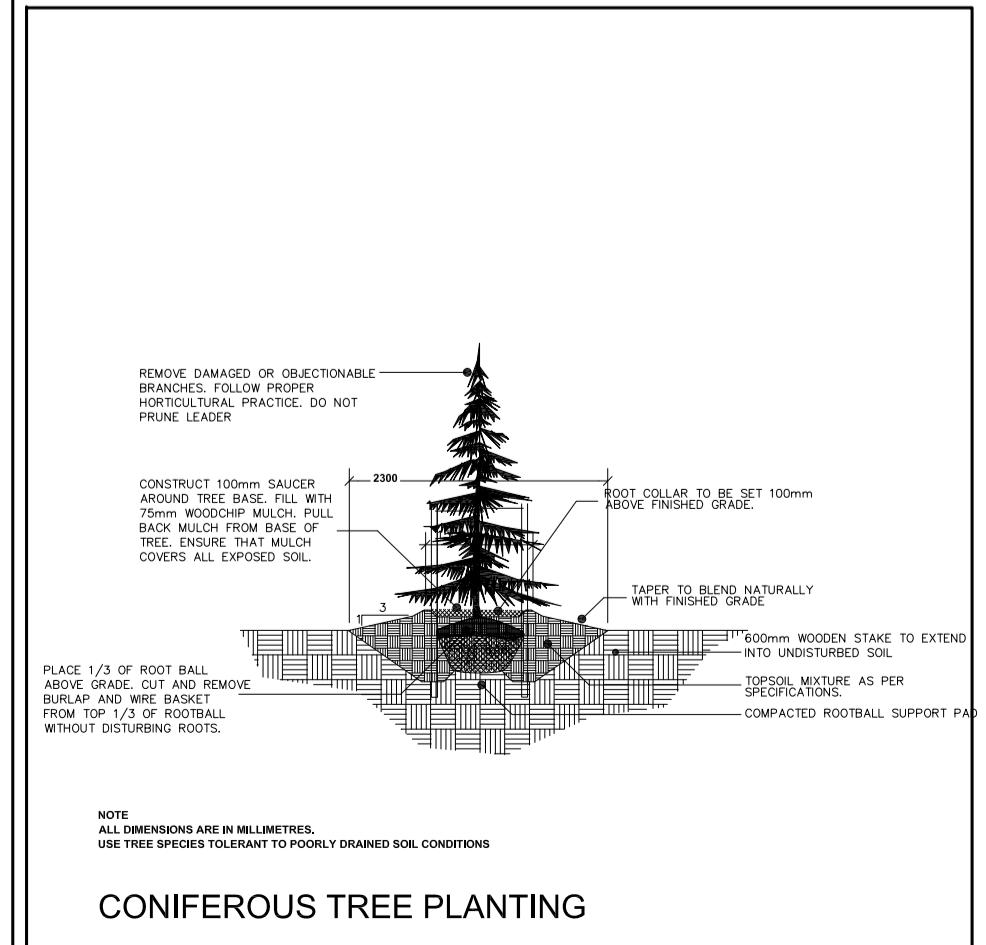 REMOVE DAMAGED OR OBJECTIONABLE
BRANCHES. FOLLOW PROPER
HORTICULTURAL PRACTICE. DO NOT
PRUNE LEADER
2300
CONSTRUCT 100mm SAUCER
AROUND TREE BASE. FILL WITH
75mm WOODCHIP MULCH. PULL
BACK MULCH FROM BASE OF
TREE. ENSURE THAT MULCH
COVERS ALL EXPOSED SOIL.
ROOT COLLAR TO BE SET 100mm
ABOVE FINISHED GRADE.
TAPER TO BLEND NATURALLY
WITH FINISHED GRADE
3
1
600mm WOODEN STAKE TO EXTEND
INTO UNDISTURBED SOIL
PLACE 1/3 OF ROOT BALL
ABOVE GRADE. CUT AND REMOVE
BURLAP AND WIRE BASKET
FROM TOP 1/3 OF ROOTBALL
WITHOUT DISTURBING ROOTS.
TOPSOIL MIXTURE AS PER
SPECIFICATIONS.
COMPACTED ROOTBALL SUPPORT PAD
NOTE
ALL DIMENSIONS ARE IN MILLIMETRES.
USE TREE SPECIES TOLERANT TO POORLY DRAINED SOIL CONDITIONS
CONIFEROUS TREE PLANTING